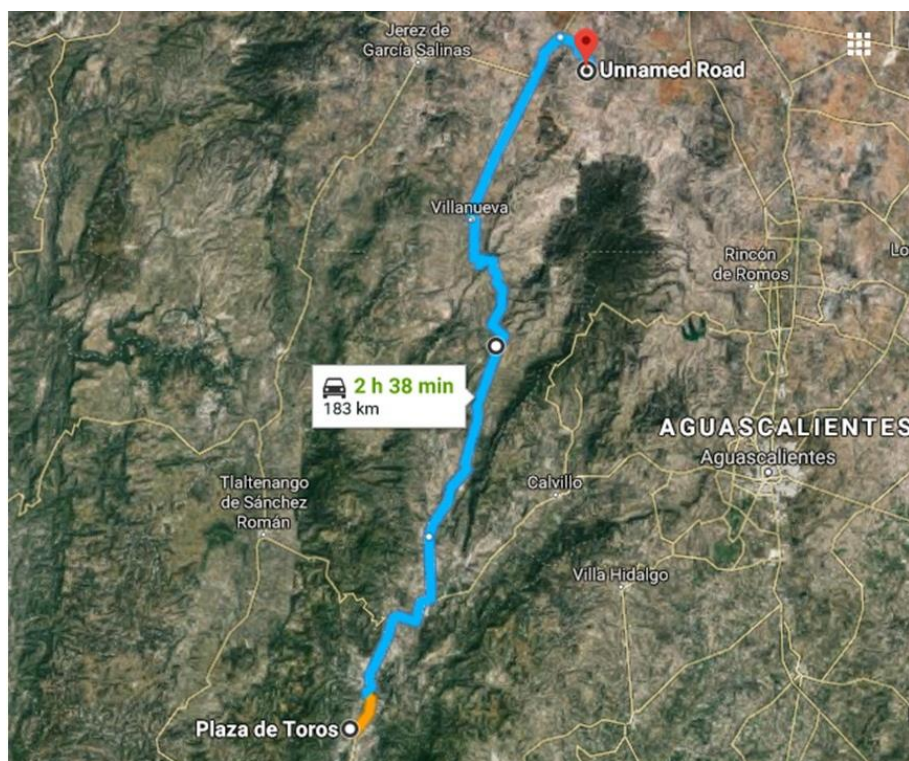 Jerez de
García Salinas
Unnamed Road
Villanueva
Rincón
de Romos
Lo
2 h 38 min
183 km
AGUASCALIENTES
Aguascalientes
Tlaltenango
de Sánchez
Román
Calvillo
Villa Hidalgo
Plaza de Toros